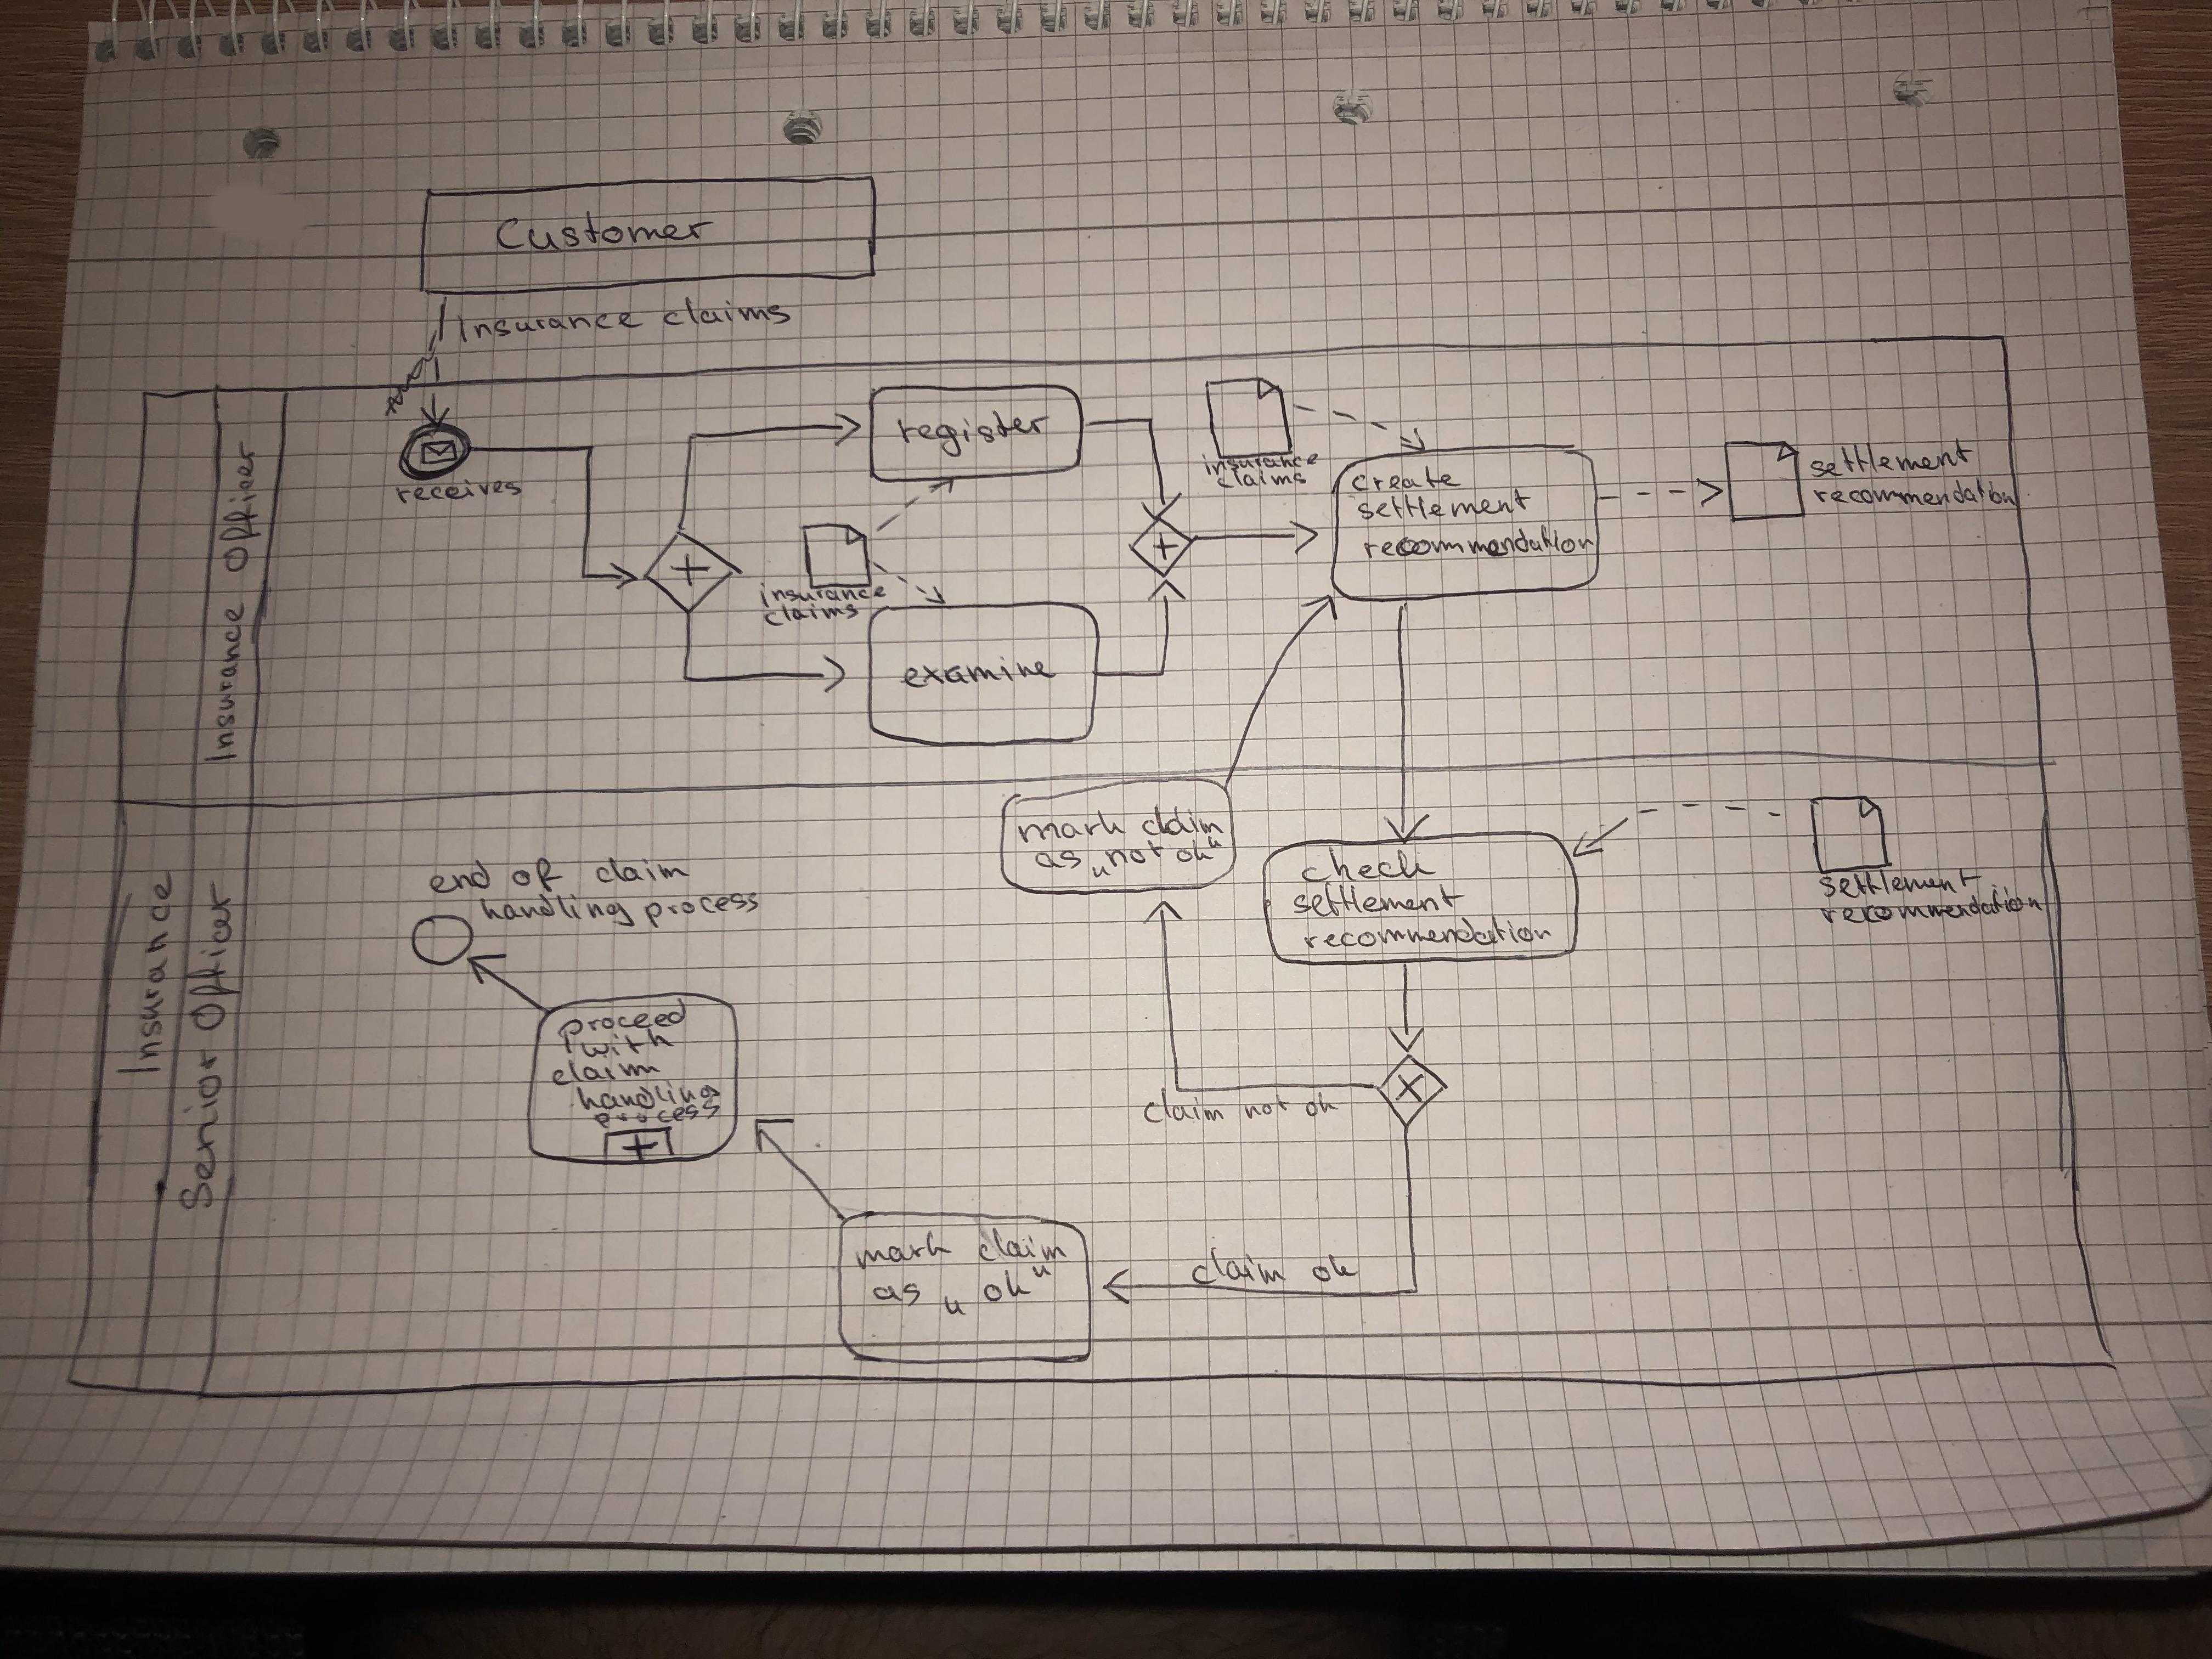 Customer
Insurance claims
Insurance Officer
receives
register
insurance
claims
examine
insurance
claims
create
settlement
recommendation
settlement
recommendation
Insurance
Senior Officer
mark claim
as „not ok"
check
settlement
recommendation
settlement
recommendation
end of claim
handling process
proceed
with
claim
handling
process
claim not ok
mark claim
as „ok"
claim ok